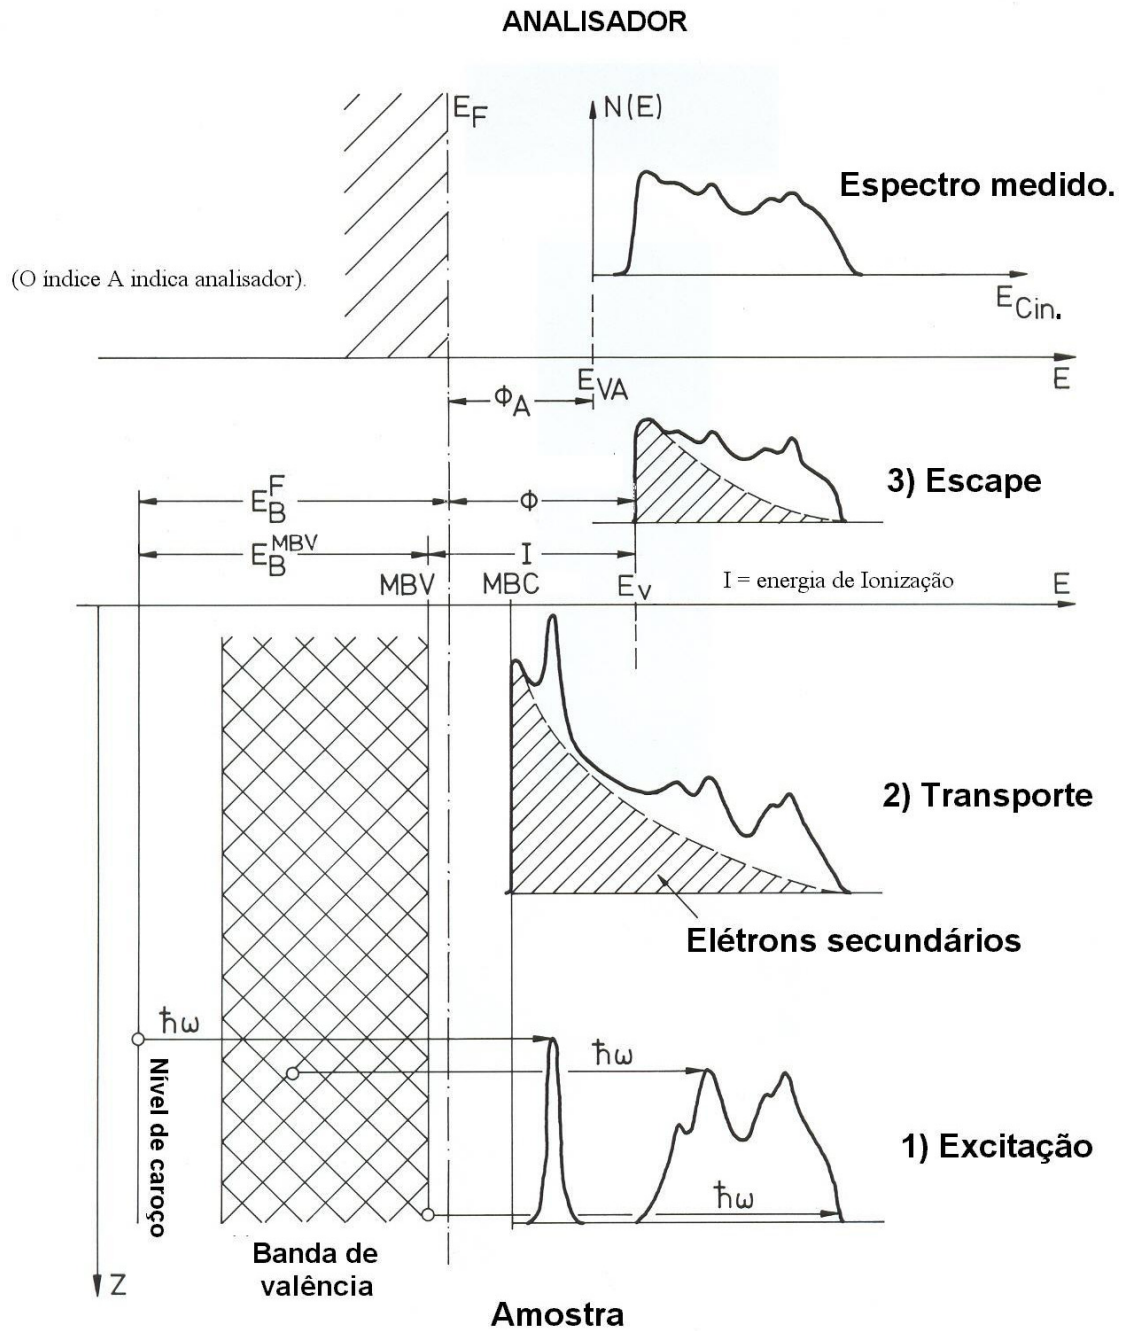 ANALISADOR
E_F
N(E)
Espectro medido.
(O índice A indica analisador).
E_Cin.
E
E_VA
Φ_A
3) Escape
E_B^F
Φ
E_B^MBV
I
MBV
MBC
E_v
I = energia de Ionização
E
2) Transporte
Elétrons secundários
ħω
ħω
Nível de caroço
1) Excitação
ħω
Banda de
valência
Z
Amostra